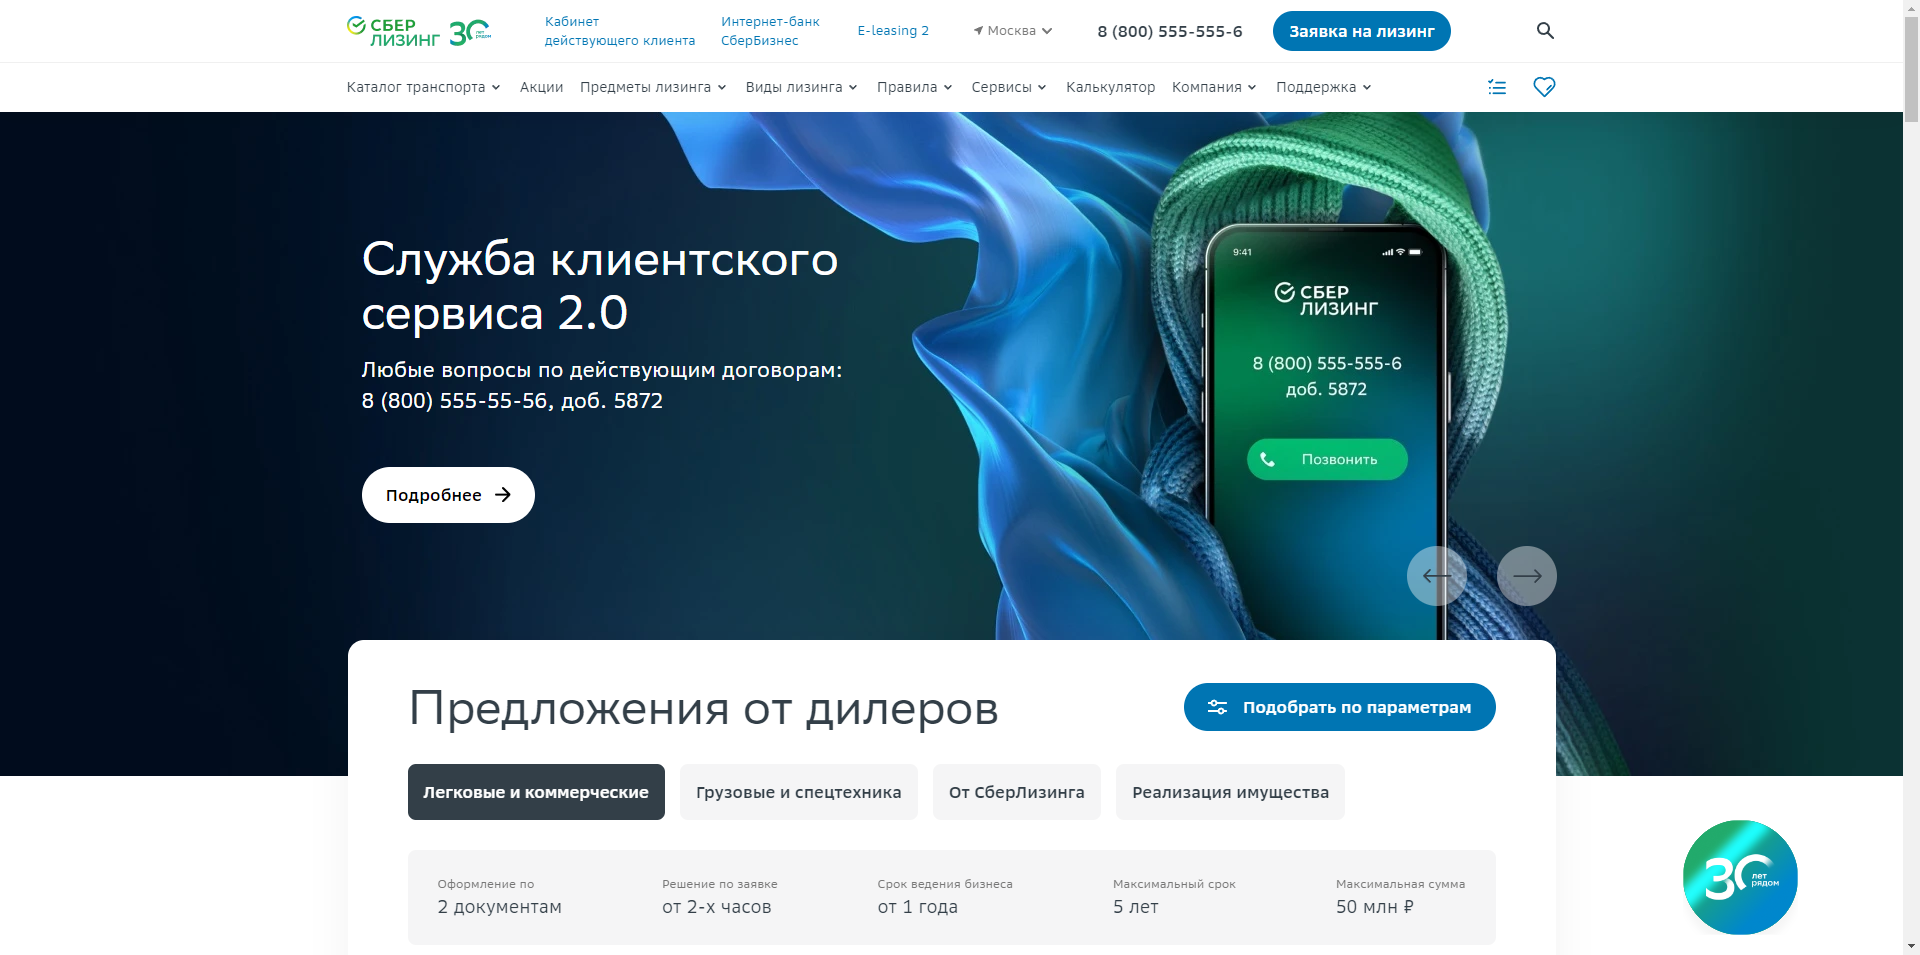 СБЕР
ЛИЗИНГ
30 лет рядом
Кабинет
действующего клиента
Интернет-банк
СберБизнес
E-leasing 2
Москва
8 (800) 555-555-6
Заявка на лизинг
Каталог транспорта
Акции
Предметы лизинга
Виды лизинга
Правила
Сервисы
Калькулятор
Компания
Поддержка
Служба клиентского
сервиса 2.0
Любые вопросы по действующим договорам:
8 (800) 555-55-56, доб. 5872
Подробнее
9:41
СБЕР
ЛИЗИНГ
8 (800) 555-555-6
доб. 5872
Позвонить
Предложения от дилеров
Подобрать по параметрам
Легковые и коммерческие
Грузовые и спецтехника
От СберЛизинга
Реализация имущества
Оформление по
2 документам
Решение по заявке
от 2-х часов
Срок ведения бизнеса
от 1 года
Максимальный срок
5 лет
Максимальная сумма
50 млн ₽
30 лет
рядом